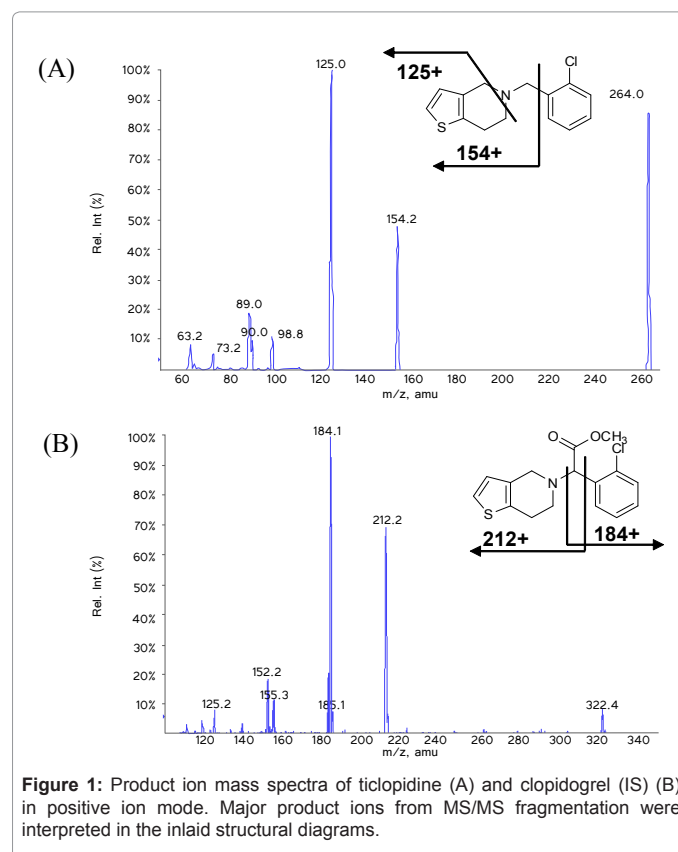 (A)
100%
90%
80%
70%
60%
50%
40%
30%
20%
10%
Rel. Int (%)
125.0
264.0
154.2
89.0
90.0
98.8
63.2
73.2
60 80 100 120 140 160 180 200 220 240 260
m/z, amu
125+
Cl
N
S
154+
(B)
100%
90%
80%
70%
60%
50%
40%
30%
20%
10%
Rel. Int (%)
184.1
212.2
152.2
155.3
125.2
185.1
322.4
120 140 160 180 200 220 240 260 280 300 320 340
m/z, amu
O OCH3
Cl
N
S
212+ 184+
Figure 1: Product ion mass spectra of ticlopidine (A) and clopidogrel (IS) (B)
in positive ion mode. Major product ions from MS/MS fragmentation were
interpreted in the inlaid structural diagrams.